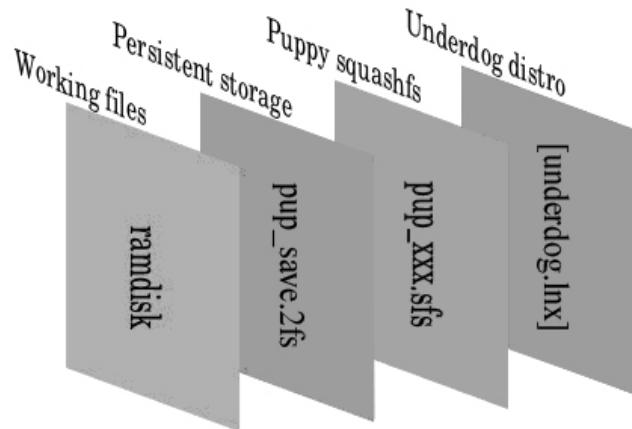 Working files
Persistent storage
Puppy squashfs
Underdog distro
ramdisk
pup_save.2fs
pup_xxx.sfs
[underdog.lnx]